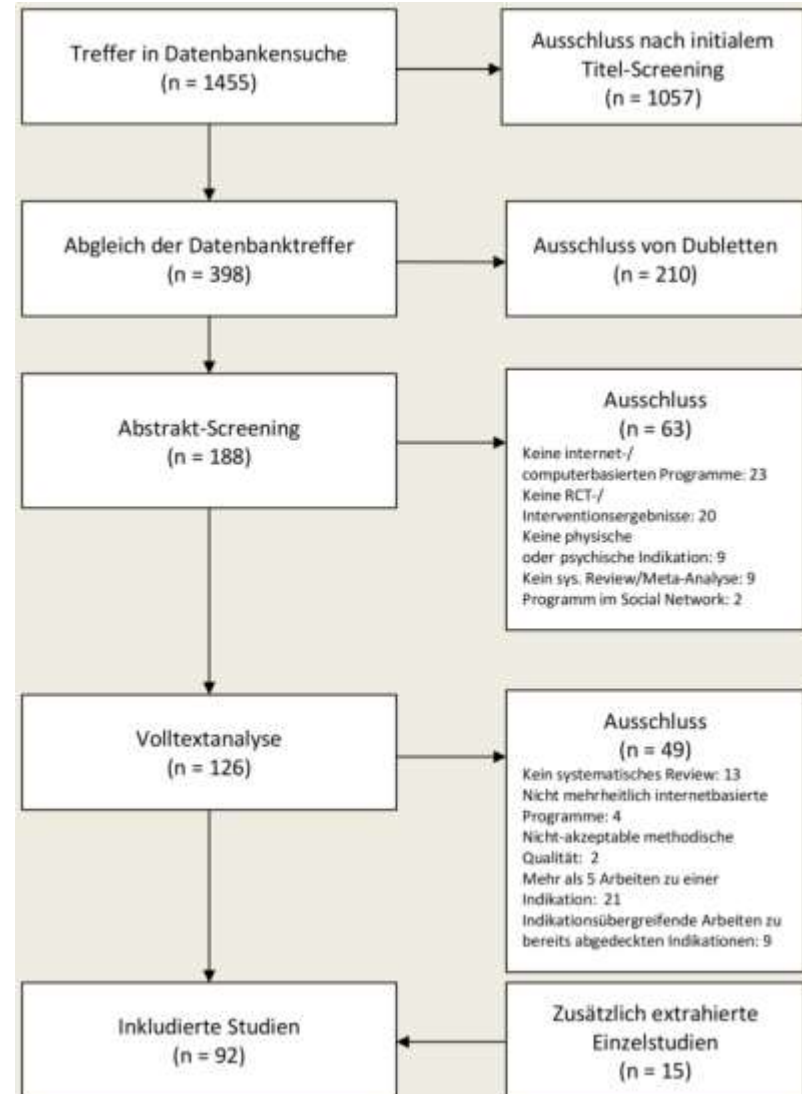 Treffer in Datenbankensuche
(n = 1455)
Ausschluss nach initialem
Titel-Screening
(n = 1057)
Abgleich der Datenbanktreffer
(n = 398)
Ausschluss von Dubletten
(n = 210)
Abstrakt-Screening
(n = 188)
Ausschluss
(n = 63)
Keine internet-/
computerbasierten Programme: 23
Keine RCT-/
Interventionsergebnisse: 20
Keine physische
oder psychische Indikation: 9
Kein sys. Review/Meta-Analyse: 9
Programm im Social Network: 2
Volltextanalyse
(n = 126)
Ausschluss
(n = 49)
Kein systematisches Review: 13
Nicht mehrheitlich internetbasierte
Programme: 4
Nicht-akzeptable methodische
Qualität: 2
Mehr als 5 Arbeiten zu einer
Indikation: 21
Indikationsübergreifende Arbeiten zu
bereits abgedeckten Indikationen: 9
Inkludierte Studien
(n = 92)
Zusätzlich extrahierte
Einzelstudien
(n = 15)